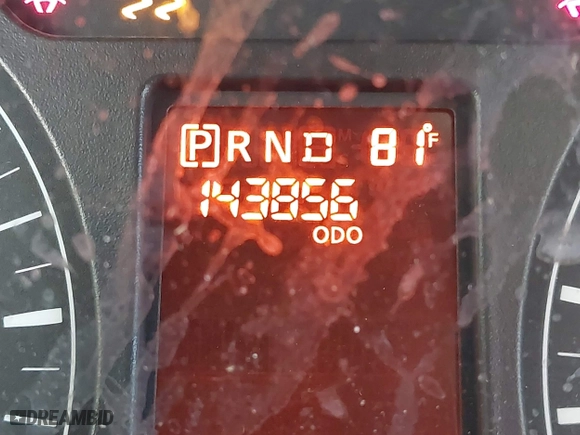 PRND 81°F
143856
ODO
DREAMBID